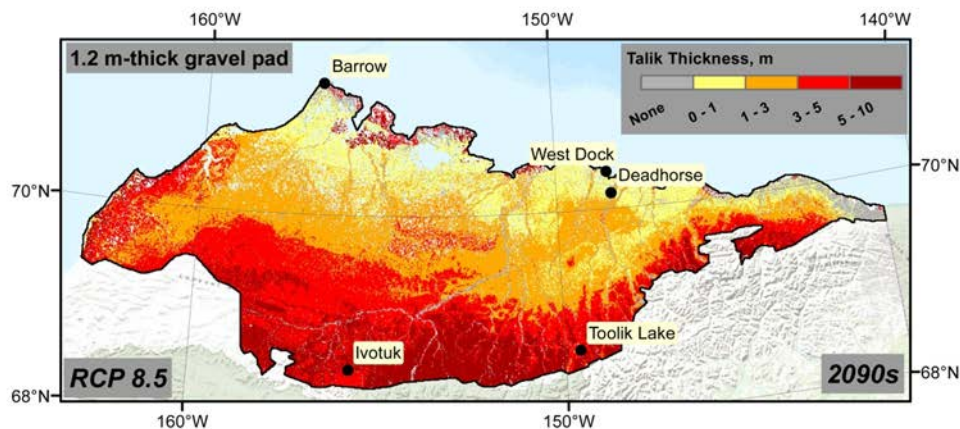 160°W 150°W 140°W
1.2 m-thick gravel pad
Talik Thickness, m
None 0 - 1 1 - 3 3 - 5 5 - 10
Barrow
West Dock
Deadhorse
70°N 70°N
Toolik Lake
Ivotuk
RCP 8.5 2090s
68°N 68°N
160°W 150°W